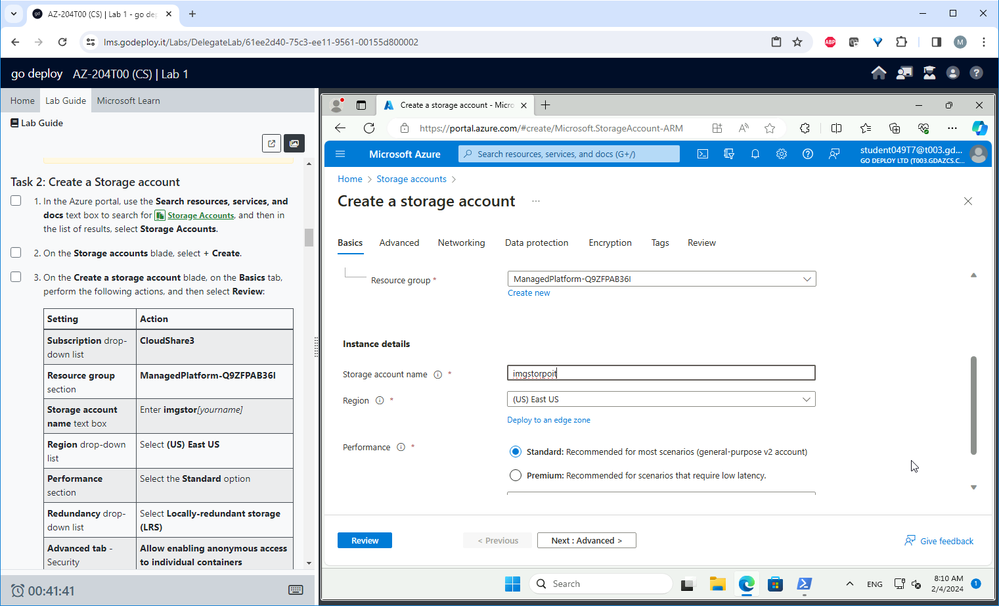 AZ-204T00 (CS) | Lab 1 - go dep
lms.godeploy.it/Labs/DelegateLab/61ee2d40-75c3-ee11-9561-00155d800002
ABP
M
go deploy AZ-204T00 (CS) | Lab 1
Home Lab Guide Microsoft Learn
Lab Guide
Task 2: Create a Storage account
1. In the Azure portal, use the Search resources, services, and
docs text box to search for Storage Accounts, and then in
the list of results, select Storage Accounts.
2. On the Storage accounts blade, select + Create.
3. On the Create a storage account blade, on the Basics tab,
perform the following actions, and then select Review:
Setting Action
Subscription drop- CloudShare3
down list
Resource group ManagedPlatform-Q9ZFPAB36I
section
Storage account Enter imgstor[yourname]
name text box
Region drop-down Select (US) East US
list
Performance Select the Standard option
section
Redundancy drop- Select Locally-redundant storage
down list (LRS)
Advanced tab - Allow enabling anonymous access
Security to individual containers
00:41:41
Create a storage account - Micro
https://portal.azure.com/#create/Microsoft.StorageAccount-ARM
Microsoft Azure
Search resources, services, and docs (G+/)
student049T7@t003.gd...
GO DEPLOY LTD (T003.GDAZCS.C...
Home > Storage accounts >
Create a storage account ...
Basics Advanced Networking Data protection Encryption Tags Review
Resource group * ManagedPlatform-Q9ZFPAB36I
Create new
Instance details
Storage account name * imgstorpoit
Region * (US) East US
Deploy to an edge zone
Performance * Standard: Recommended for most scenarios (general-purpose v2 account)
Premium: Recommended for scenarios that require low latency.
Review < Previous Next : Advanced > Give feedback
Search
ENG
8:10 AM
2/4/2024
1